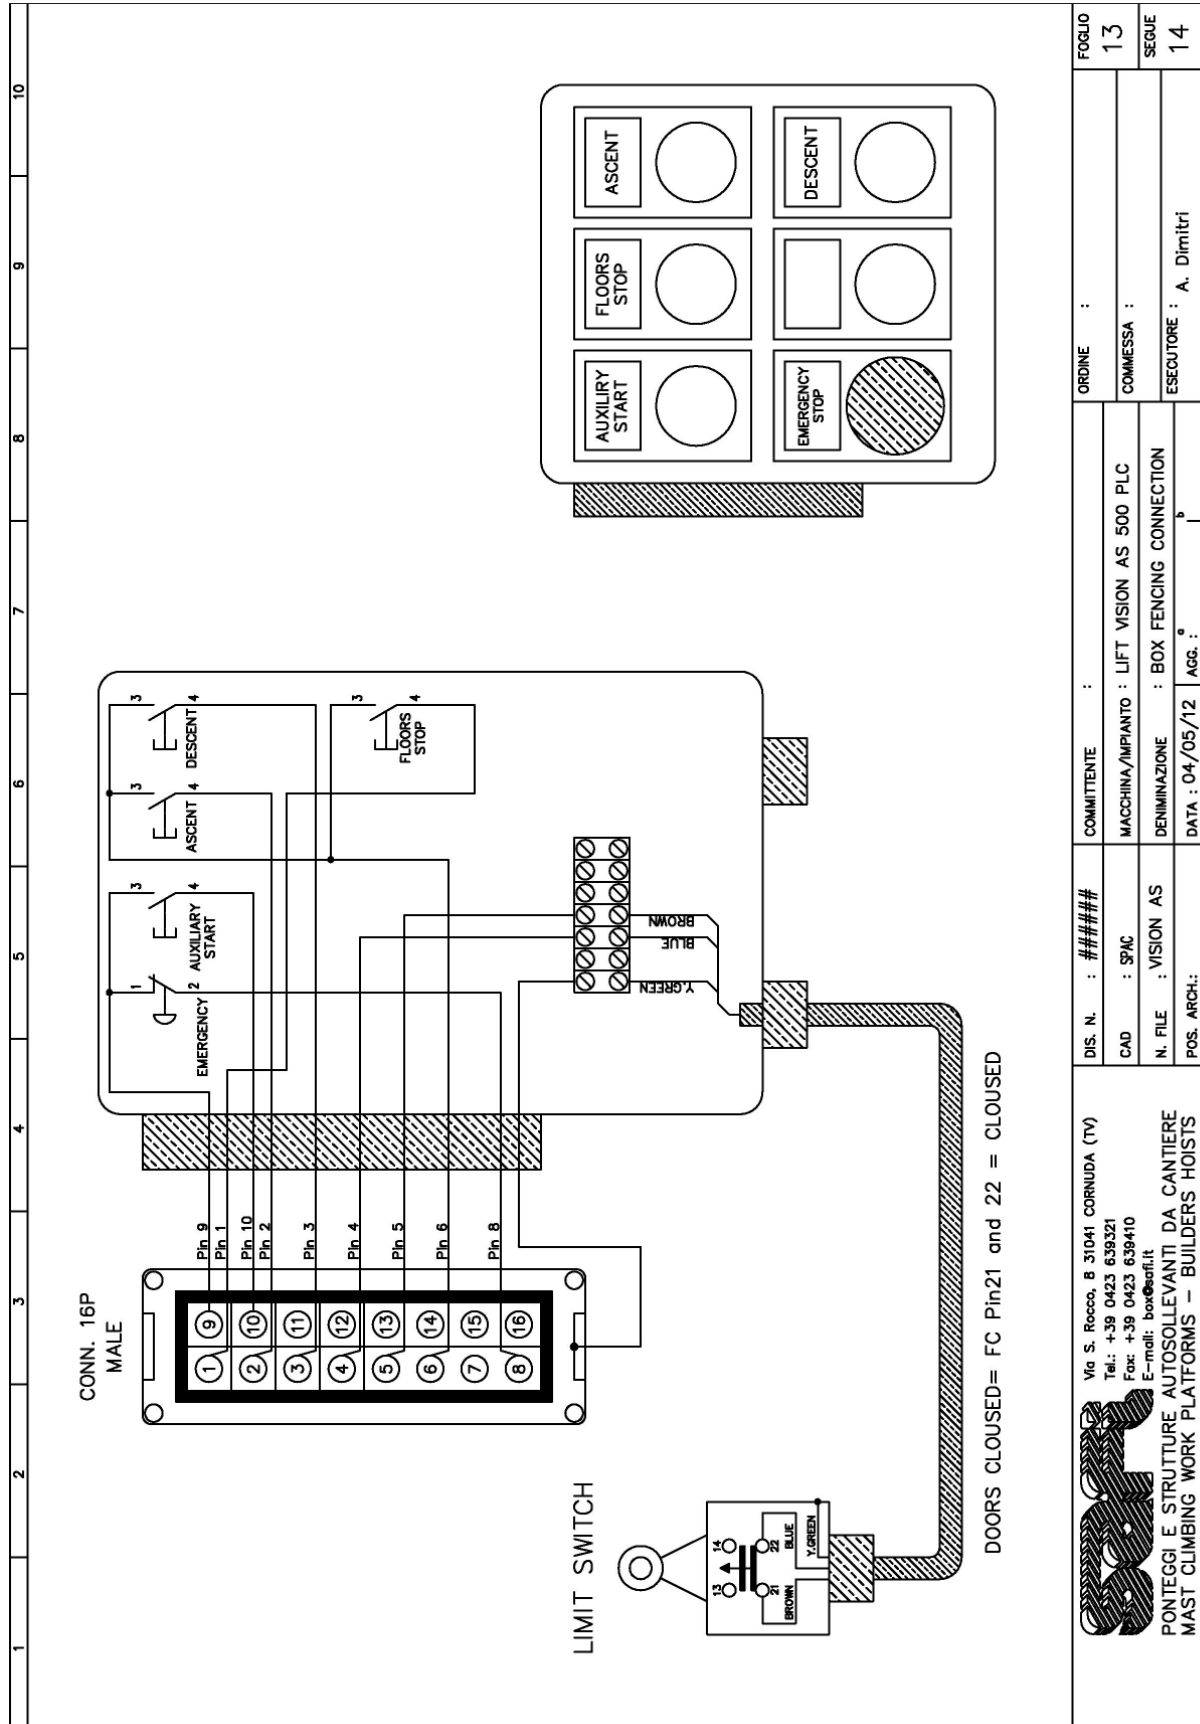 1
2
3
4
5
6
7
8
9
10
CONN. 16P
MALE
1
2
3
4
5
6
7
8
9
10
11
12
13
14
15
16
Pin 9
Pin 1
Pin 10
Pin 2
Pin 3
Pin 4
Pin 5
Pin 6
Pin 8
1
2
EMERGENCY
3
4
AUXILIARY
START
3
4
ASCENT
3
4
DESCENT
3
4
FLOORS
STOP
Y.GREEN
BLUE
BROWN
AUXILIRY
START
FLOORS
STOP
ASCENT
EMERGENCY
STOP
DESCENT
LIMIT SWITCH
13
14
21
22
BROWN
BLUE
Y.GREEN
DOORS CLOUSED= FC Pin21 and 22 = CLOUSED
safi
Via S. Rocco, 8 31041 CORNUDA (TV)
Tel.: +39 0423 639321
Fax: +39 0423 639410
E-mail: box@safi.it
PONTEGGI E STRUTTURE AUTOSOLLEVANTI DA CANTIERE
MAST CLIMBING WORK PLATFORMS - BUILDERS HOISTS
DIS. N. : ######
CAD : SPAC
N. FILE : VISION AS
POS. ARCH.:
COMMITTENTE :
MACCHINA/IMPIANTO : LIFT VISION AS 500 PLC
DENIMINAZIONE : BOX FENCING CONNECTION
DATA : 04/05/12
AGG. : a
b
ORDINE :
COMMESSA :
ESECUTORE : A. Dimitri
FOGLIO
13
SEGUE
14